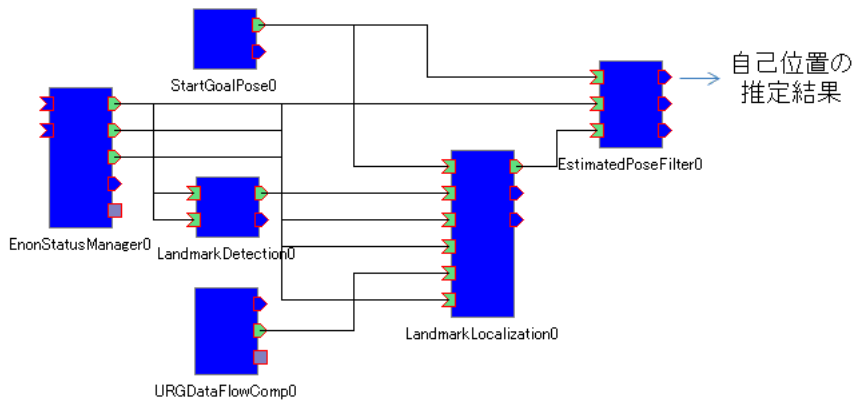 StartGoalPose0
自己位置の
推定結果
EstimatedPoseFilter0
EnonStatusManager0
LandmarkDetection0
LandmarkLocalization0
URGDataFlowComp0